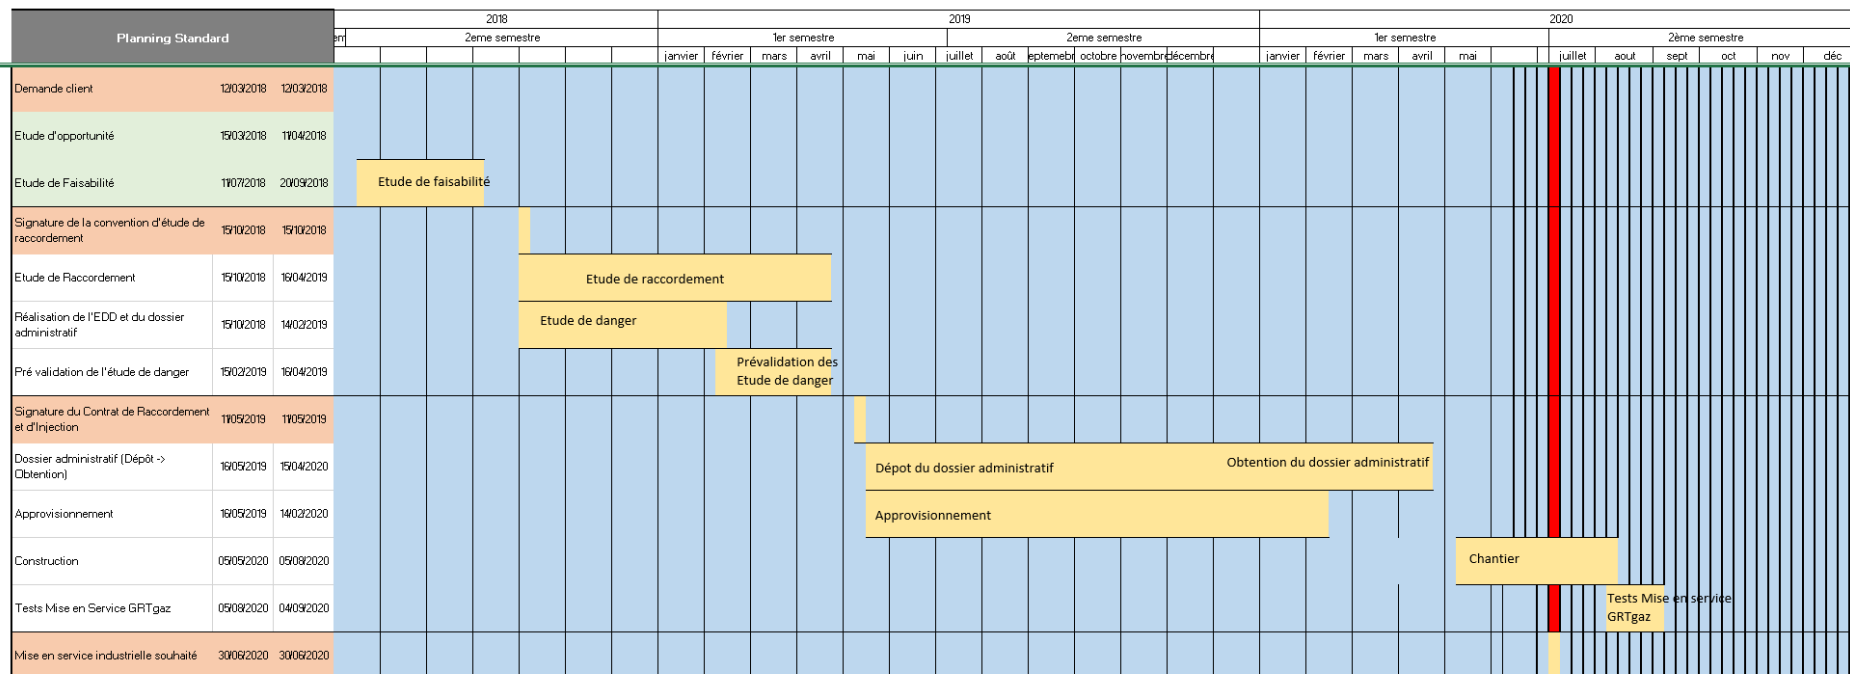 Planning Standard
2018 2019 2020
em 2eme semestre 1er semestre 2eme semestre 1er semestre 2ème semestre
janvier février mars avril mai juin juillet août eptemebr octobre novembre décembre janvier février mars avril mai juillet aout sept oct nov déc
Demande client 12/03/2018 12/03/2018
Etude d'opportunité 15/03/2018 11/04/2018
Etude de Faisabilité 11/07/2018 20/09/2018
Etude de faisabilité
Signature de la convention d'étude de
raccordement 15/10/2018 15/10/2018
Etude de Raccordement 15/10/2018 16/04/2019
Etude de raccordement
Réalisation de l'EDD et du dossier
administratif 15/10/2018 14/02/2019
Etude de danger
Pré validation de l'étude de danger 15/02/2019 16/04/2019
Prévalidation des
Etude de danger
Signature du Contrat de Raccordement
et d'Injection 11/05/2019 11/05/2019
Dossier administratif (Dépôt ->
Obtention) 16/05/2019 15/04/2020
Dépot du dossier administratif
Obtention du dossier administratif
Approvisionnement 16/05/2019 14/02/2020
Approvisionnement
Construction 05/05/2020 05/08/2020
Chantier
Tests Mise en Service GRTgaz 05/08/2020 04/09/2020
Tests Mise en service
GRTgaz
Mise en service industrielle souhaité 30/06/2020 30/06/2020